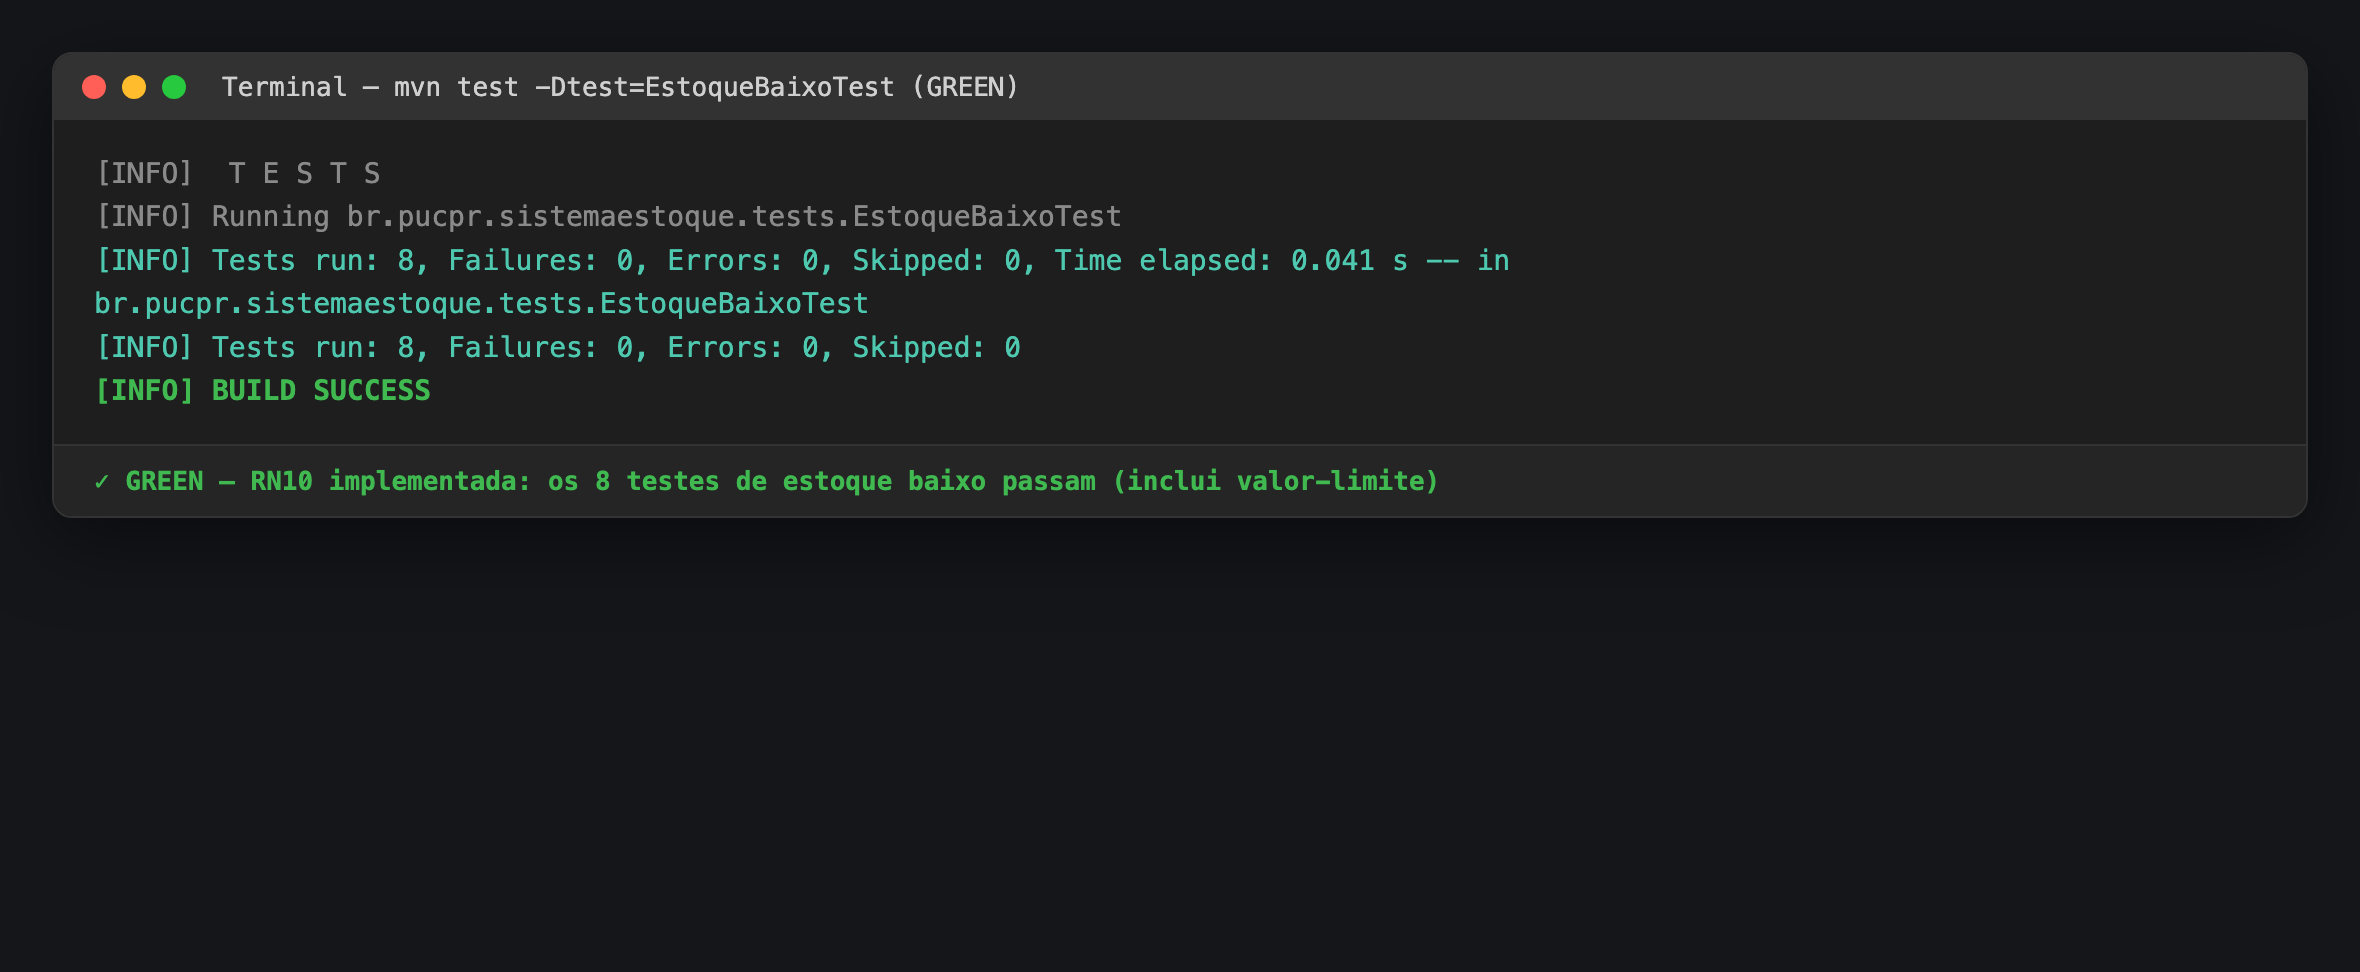 Terminal — mvn test -Dtest=EstoqueBaixoTest (GREEN)
[INFO]  T E S T S
[INFO] Running br.pucpr.sistemaestoque.tests.EstoqueBaixoTest
[INFO] Tests run: 8, Failures: 0, Errors: 0, Skipped: 0, Time elapsed: 0.041 s -- in
br.pucpr.sistemaestoque.tests.EstoqueBaixoTest
[INFO] Tests run: 8, Failures: 0, Errors: 0, Skipped: 0
[INFO] BUILD SUCCESS
✓ GREEN — RN10 implementada: os 8 testes de estoque baixo passam (inclui valor-limite)